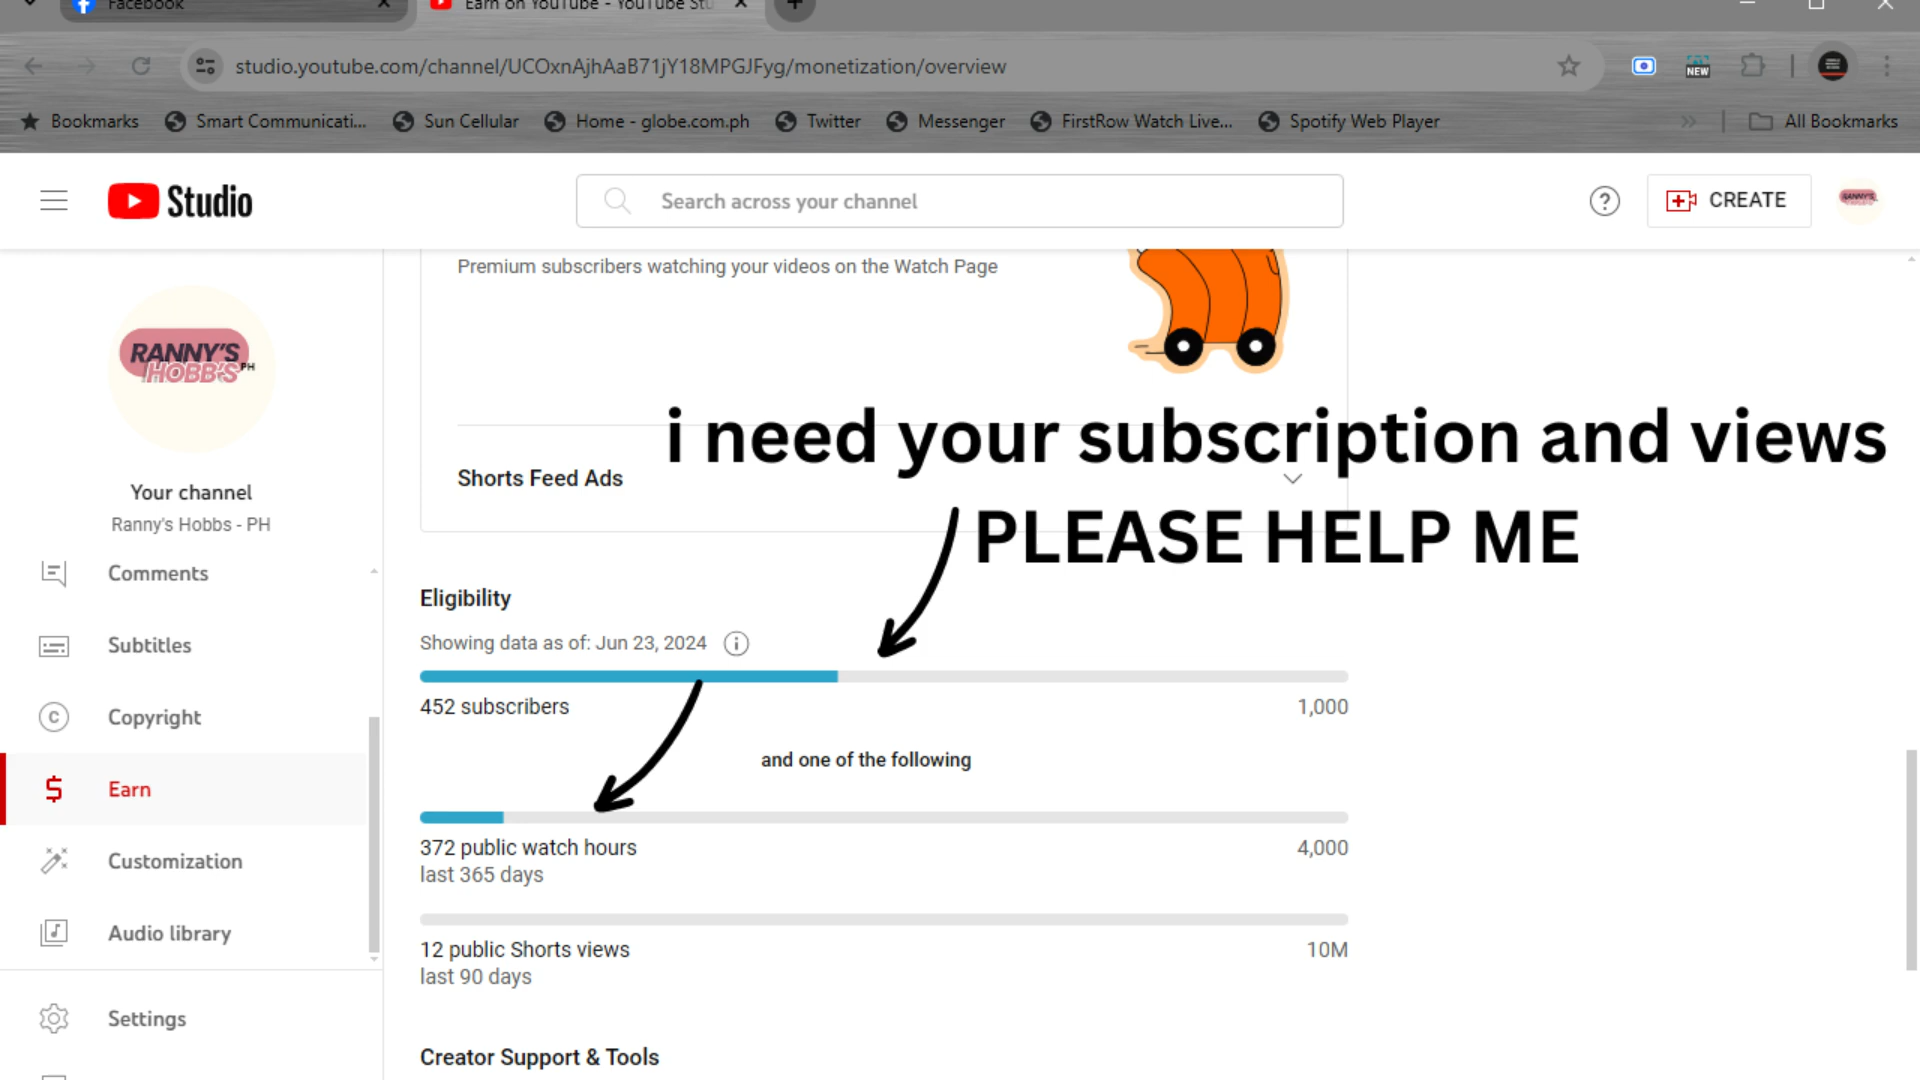 Facebook
Earn on YouTube - YouTube Stu
studio.youtube.com/channel/UCOxnAjhAaB71jY18MPGJFyg/monetization/overview
NEW
Bookmarks
Smart Communicati...
Sun Cellular
Home - globe.com.ph
Twitter
Messenger
FirstRow Watch Live...
Spotify Web Player
All Bookmarks
Studio
Search across your channel
CREATE
Premium subscribers watching your videos on the Watch Page
RANNY'S
HOBB'S PH
Your channel
Ranny's Hobbs - PH
Comments
Subtitles
Copyright
Earn
Customization
Audio library
Settings
i need your subscription and views
Shorts Feed Ads
PLEASE HELP ME
Eligibility
Showing data as of: Jun 23, 2024
452 subscribers
1,000
and one of the following
372 public watch hours
4,000
last 365 days
12 public Shorts views
10M
last 90 days
Creator Support & Tools